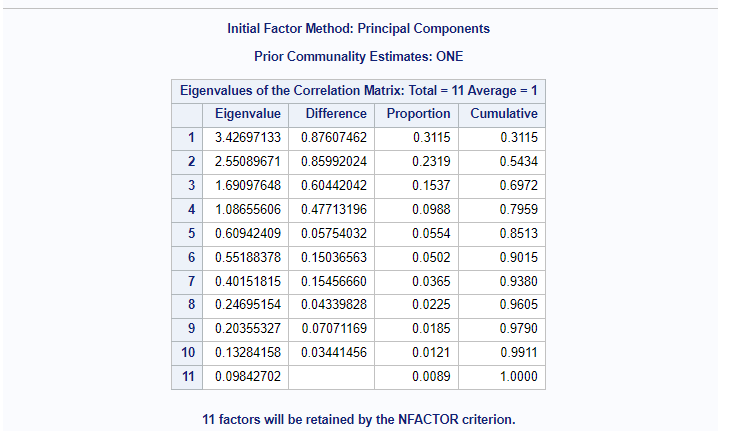 Initial Factor Method: Principal Components
Prior Communality Estimates: ONE
Eigenvalues of the Correlation Matrix: Total = 11 Average = 1
Eigenvalue Difference Proportion Cumulative
1 3.42697133 0.87607462 0.3115 0.3115
2 2.55089671 0.85992024 0.2319 0.5434
3 1.69097648 0.60442042 0.1537 0.6972
4 1.08655606 0.47713196 0.0988 0.7959
5 0.60942409 0.05754032 0.0554 0.8513
6 0.55188378 0.15036563 0.0502 0.9015
7 0.40151815 0.15456660 0.0365 0.9380
8 0.24695154 0.04339828 0.0225 0.9605
9 0.20355327 0.07071169 0.0185 0.9790
10 0.13284158 0.03441456 0.0121 0.9911
11 0.09842702 0.0089 1.0000
11 factors will be retained by the NFACTOR criterion.